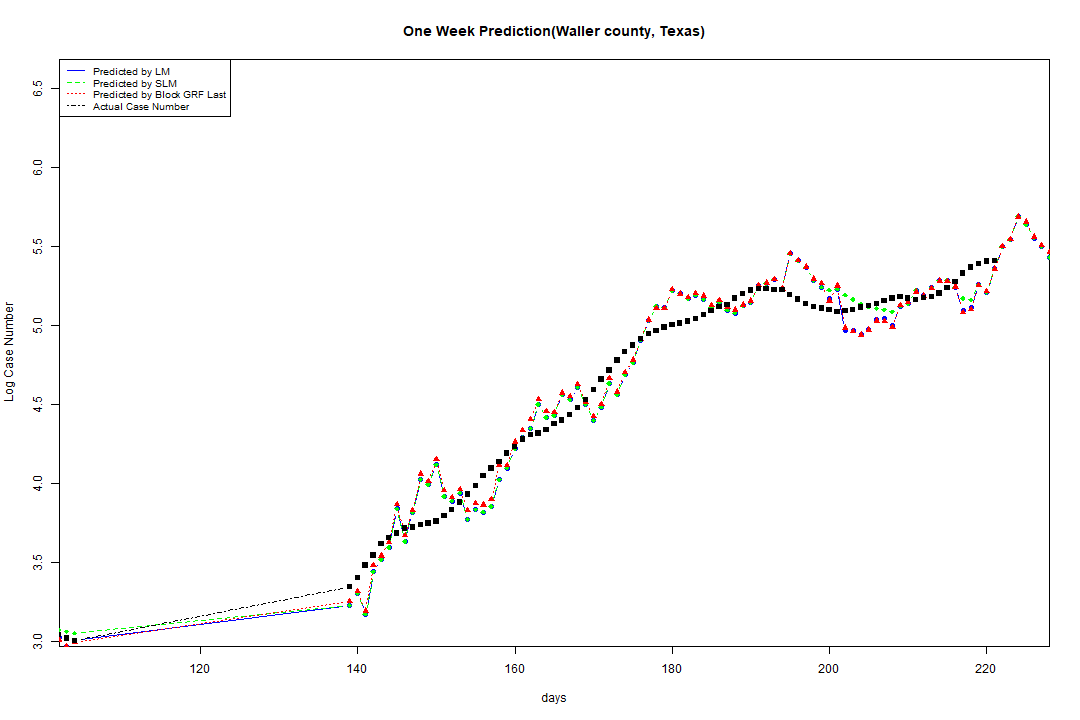 One Week Prediction(Waller county, Texas)
Predicted by LM
Predicted by SLM
Predicted by Block GRF Last
Actual Case Number
Log Case Number
6.5
6.0
5.5
5.0
4.5
4.0
3.5
3.0
120 140 160 180 200 220
days